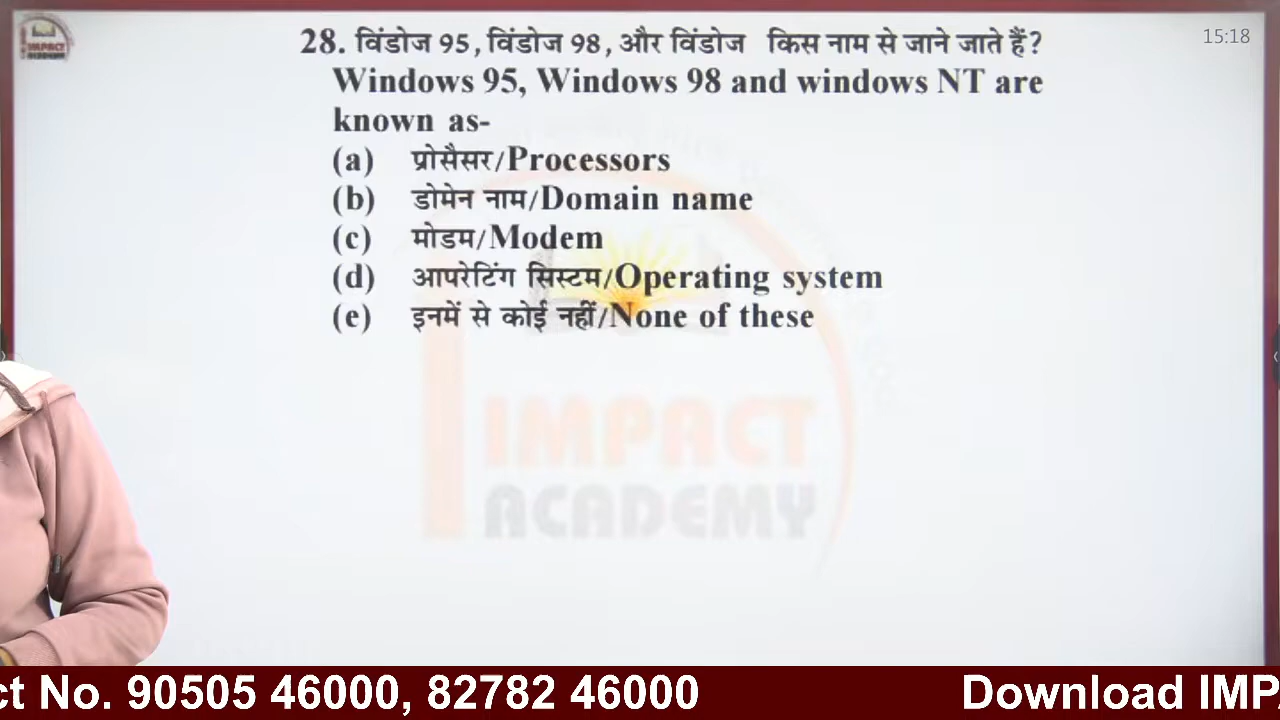 IMPACT
ACADEMY
15:18
28. विंडोज 95, विंडोज 98, और विंडोज किस नाम से जाने जाते हैं?
Windows 95, Windows 98 and windows NT are
known as-
(a) प्रोसैसर/Processors
(b) डोमेन नाम/Domain name
(c) मोडम/Modem
(d) आपरेटिंग सिस्टम/Operating system
(e) इनमें से कोई नहीं/None of these
IMPACT
ACADEMY
ct No. 90505 46000, 82782 46000 Download IMP